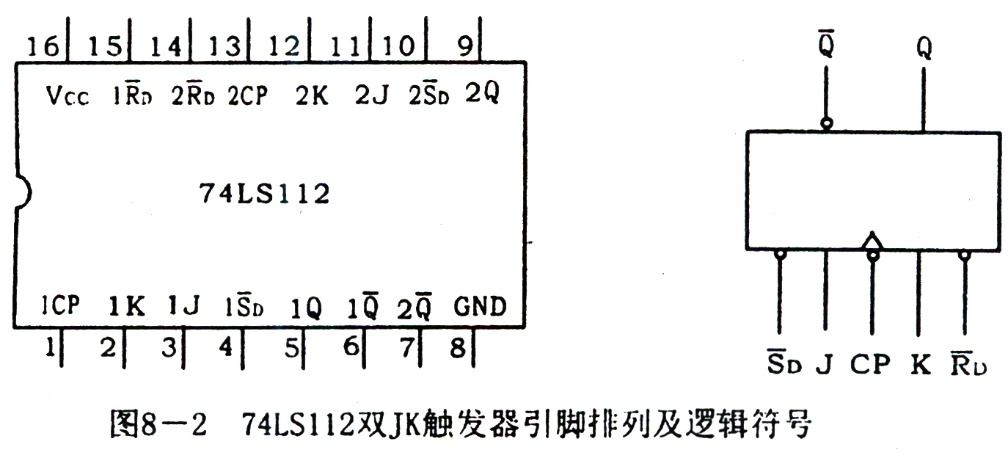 16 15 14 13 12 11 10 9
Vcc 1R̅D 2R̅D 2CP 2K 2J 2S̅D 2Q
74LS112
1CP 1K 1J 1S̅D 1Q 1Q̅ 2Q̅ GND
1 2 3 4 5 6 7 8
Q̅ Q
S̅D J CP K R̅D
图8-2 74LS112双JK触发器引脚排列及逻辑符号